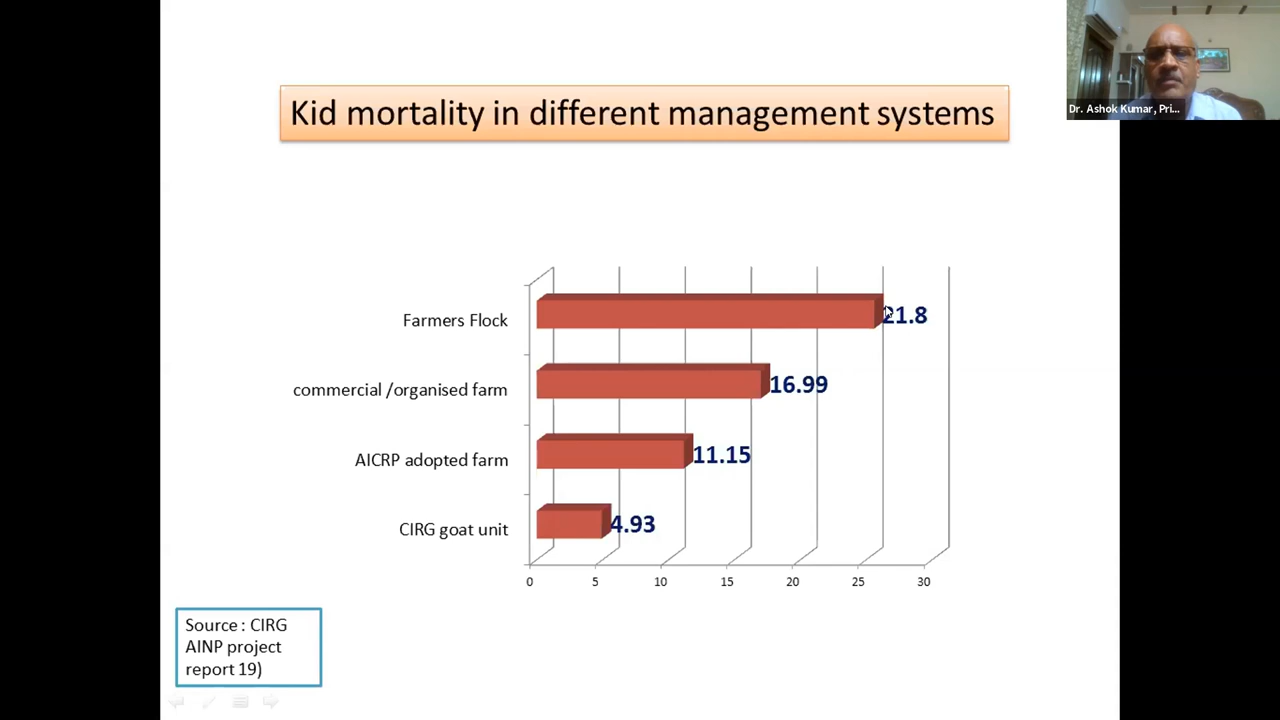 Kid mortality in different management systems
Dr. Ashok Kumar, Pri...
Farmers Flock
21.8
commercial /organised farm
16.99
AICRP adopted farm
11.15
CIRG goat unit
4.93
0 5 10 15 20 25 30
Source : CIRG
AINP project
report 19)